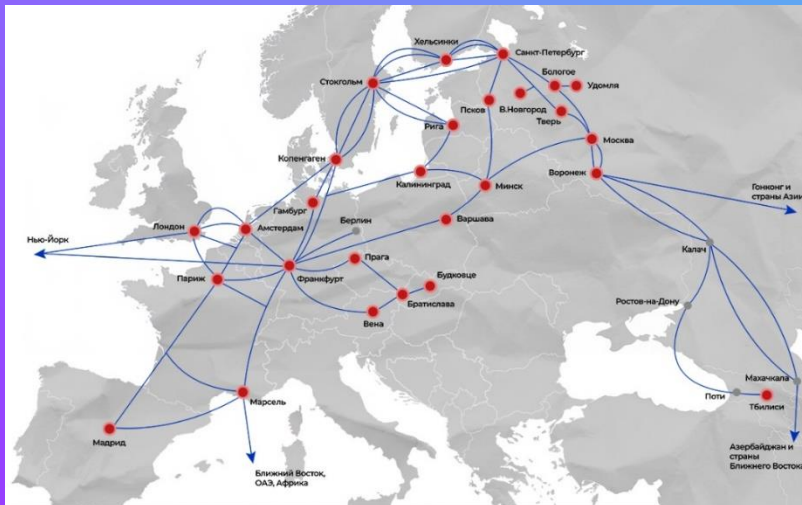 Хельсинки
Санкт-Петербург
Бологое
Удомля
Стокгольм
Псков
В.Новгород
Тверь
Рига
Москва
Копенгаген
Калининград
Минск
Воронеж
Гонконг и
страны Азии
Гамбург
Берлин
Варшава
Лондон
Амстердам
Нью-Йорк
Калач
Прага
Париж
Франкфурт
Будковце
Братислава
Ростов-на-Дону
Вена
Махачкала
Марсель
Поти
Тбилиси
Мадрид
Ближний Восток,
ОАЭ, Африка
Азербайджан и
страны
Ближнего Востока